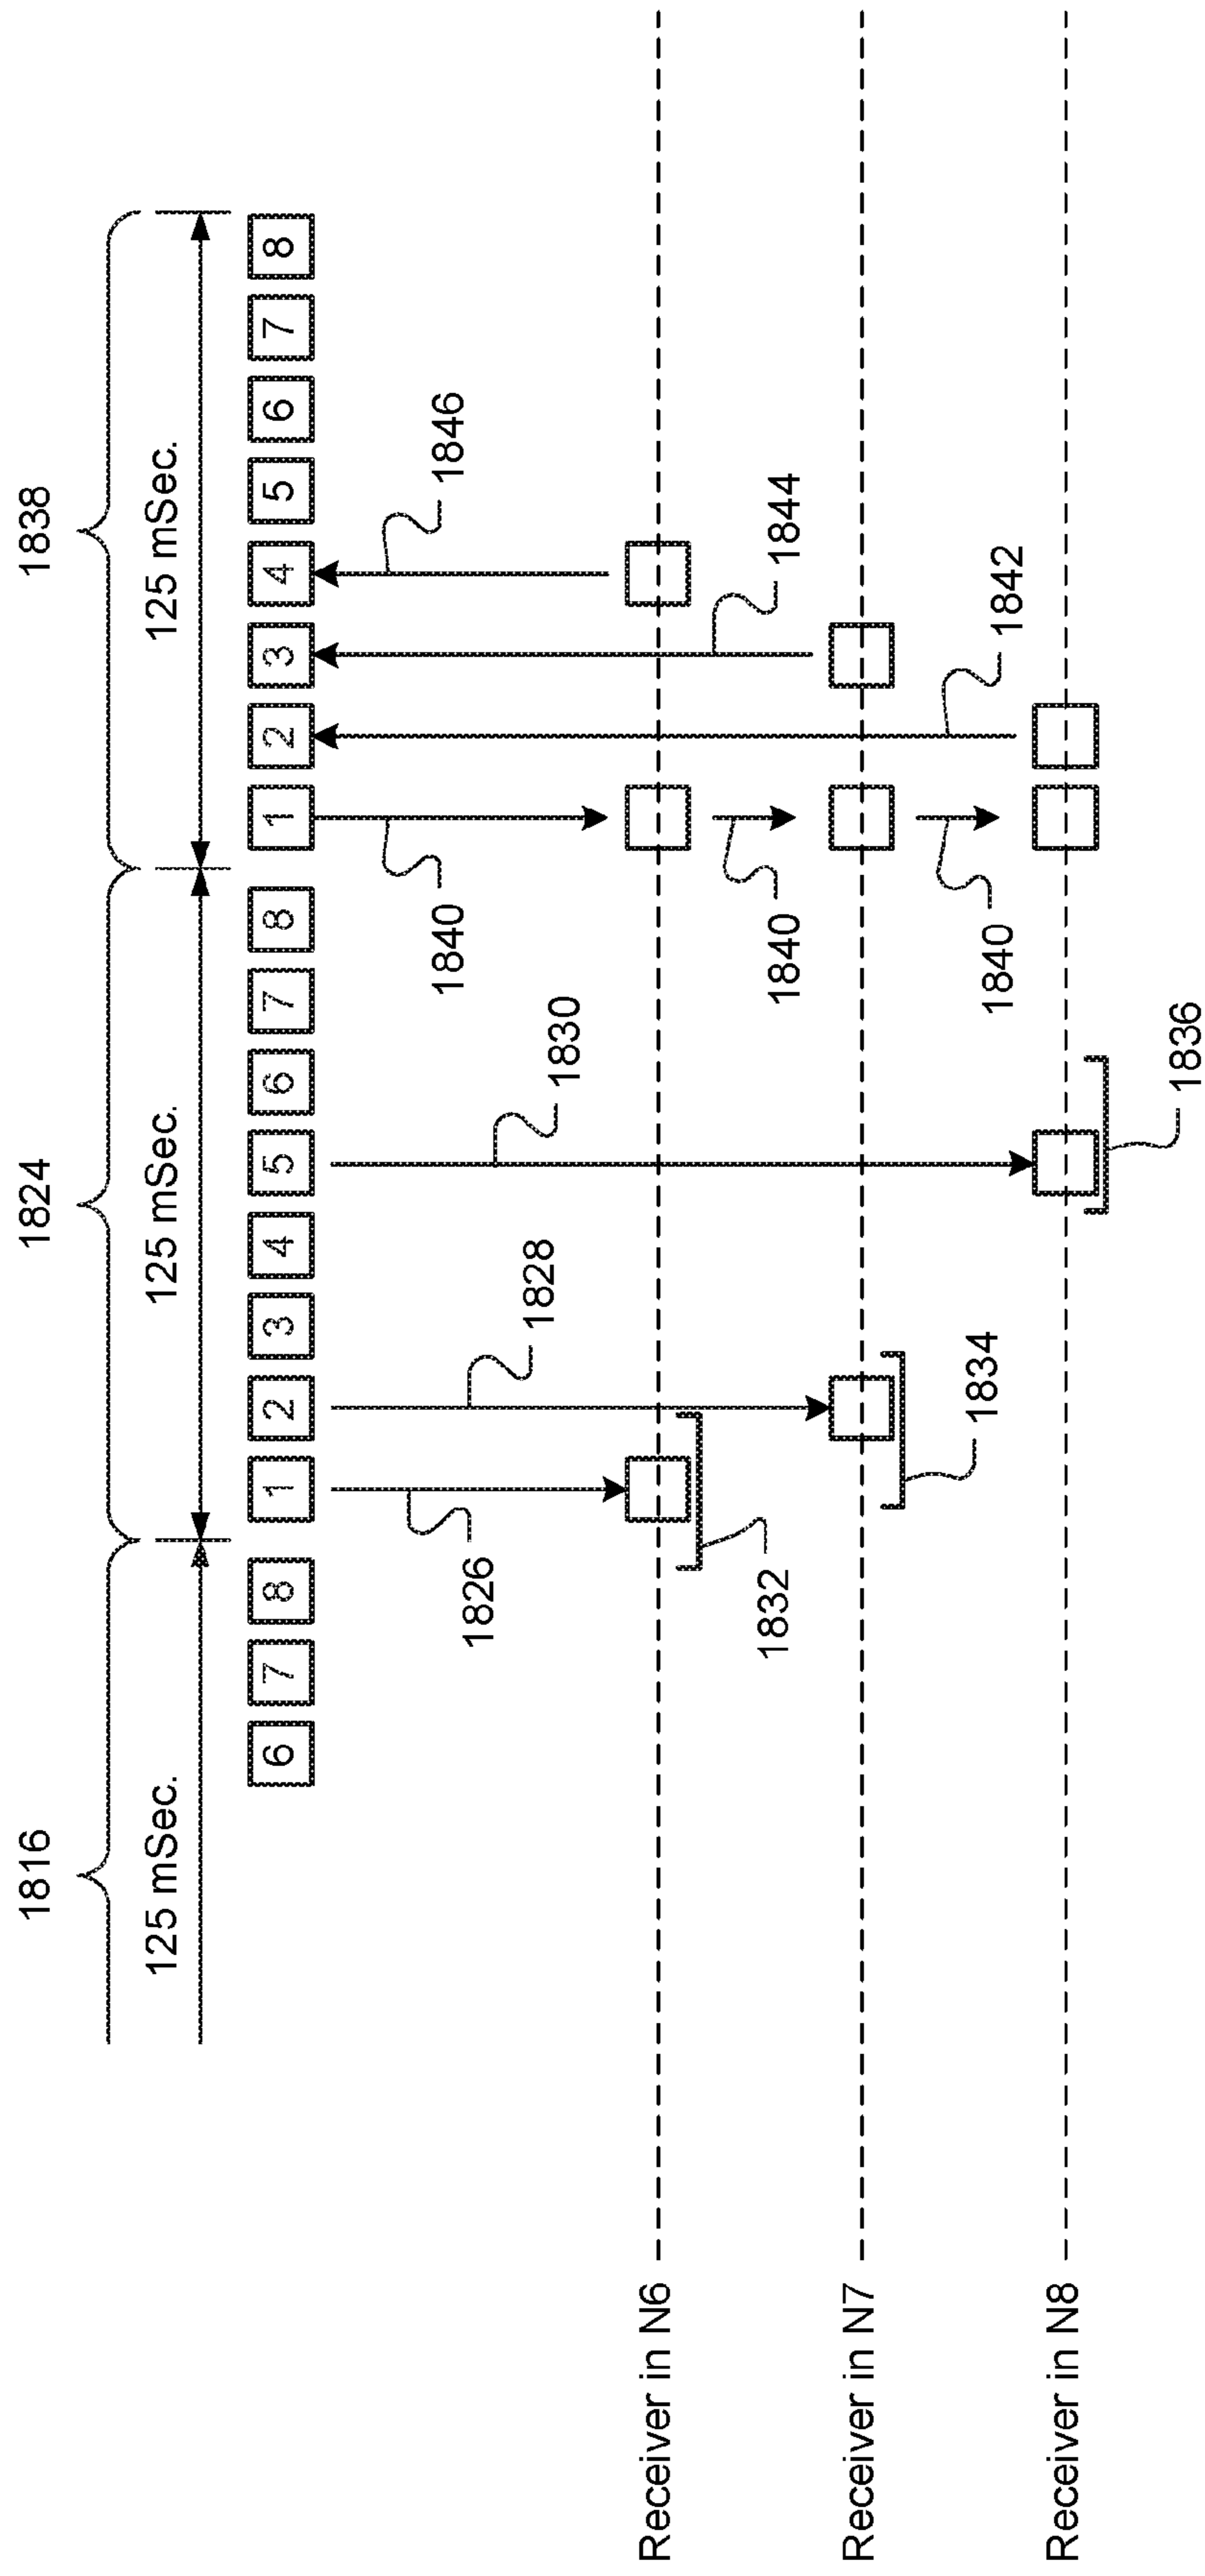 1816
1824
1838
125 mSec.
125 mSec.
125 mSec.
6 7 8 1 2 3 4 5 6 7 8 1 2 3 4 5 6 7 8
1826
1828
1830
1840
1846
Receiver in N6
1832
1840
1844
Receiver in N7
1834
1840
1842
Receiver in N8
1836